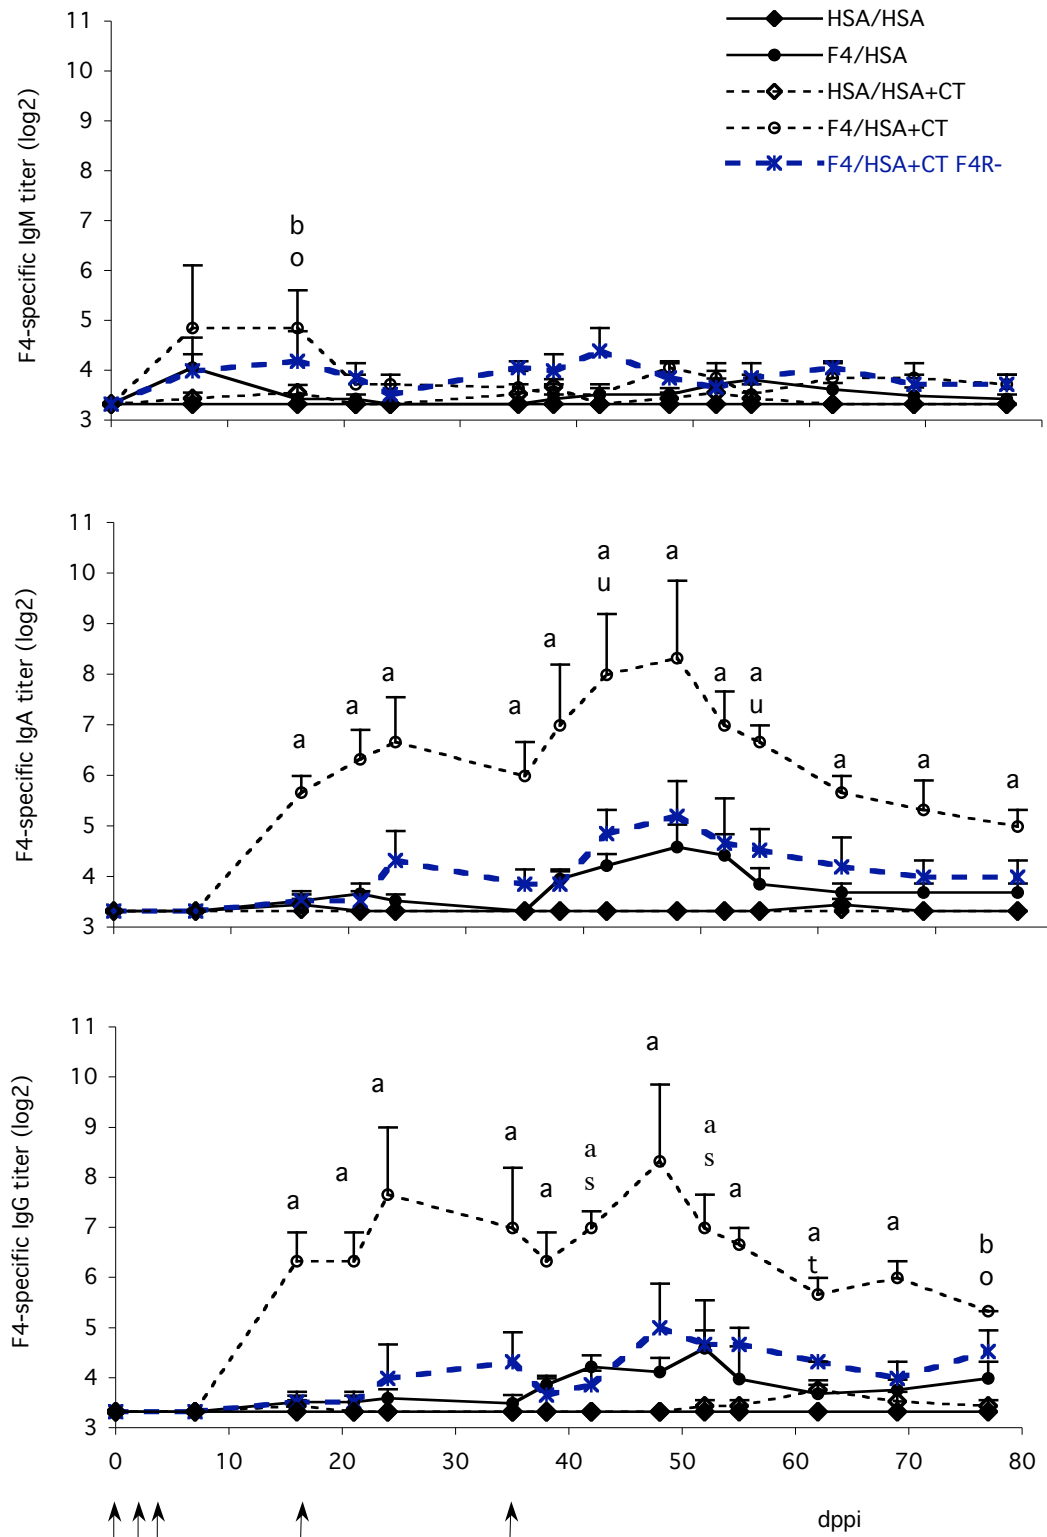 HSA/HSA
F4/HSA
HSA/HSA+CT
F4/HSA+CT
F4/HSA+CT F4R-
F4-specific IgM titer (log2)
11
10
9
8
7
6
5
4
3
b
o
F4-specific IgA titer (log2)
11
10
9
8
7
6
5
4
3
a
a
a
a
a
a
u
a
a
a
u
a
a
a
F4-specific IgG titer (log2)
11
10
9
8
7
6
5
4
3
a
a
a
a
a
a
s
a
a
s
a
a
t
a
b
o
0 10 20 30 40 50 60 70 80
dppi